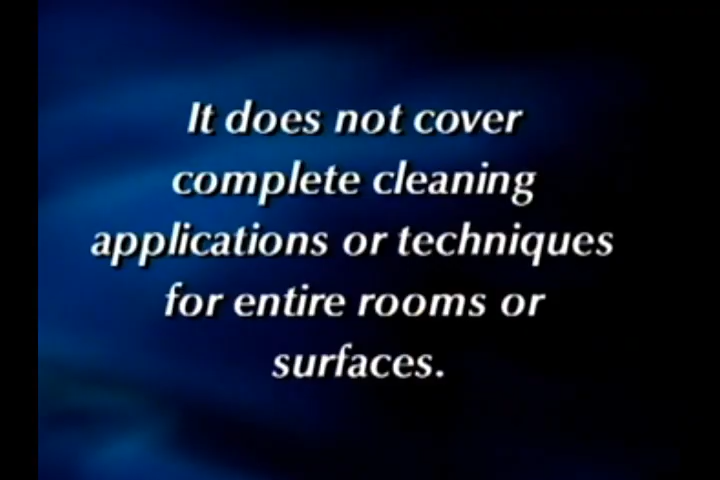 It does not cover
complete cleaning
applications or techniques
for entire rooms or
surfaces.